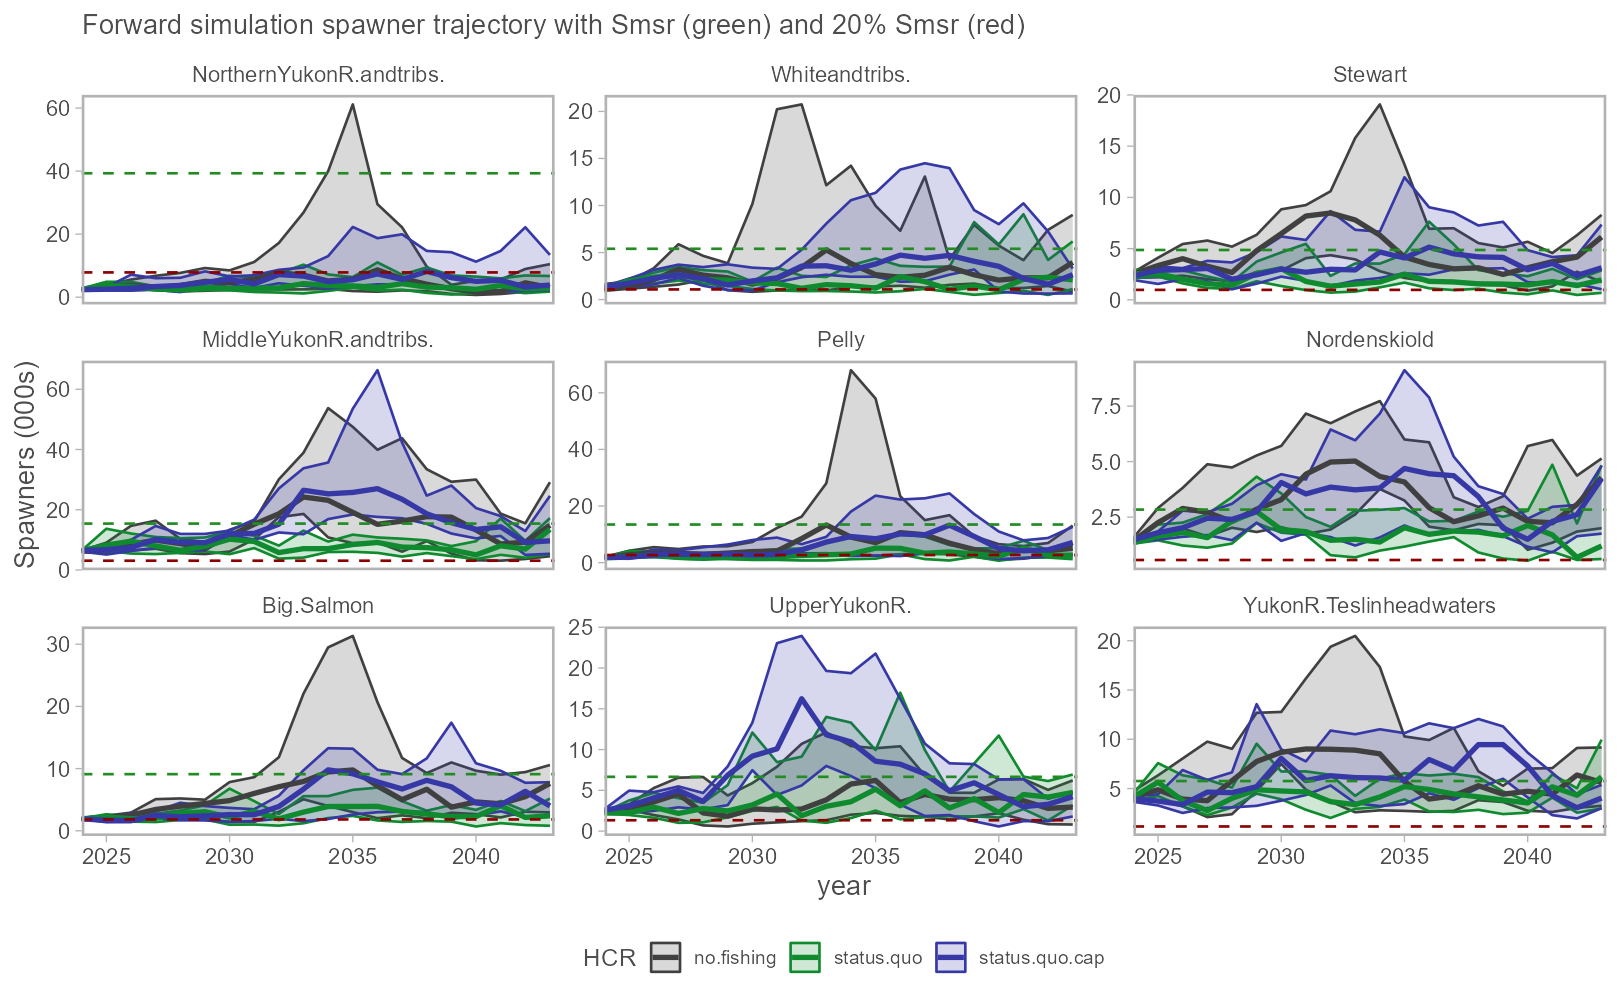 Forward simulation spawner trajectory with Smsr (green) and 20% Smsr (red)
NorthernYukonR.andtribs.
Whiteandtribs.
Stewart
60
40
20
0
20
15
10
5
0
20
15
10
5
0
MiddleYukonR.andtribs.
Pelly
Nordenskiold
Spawners (000s)
60
40
20
0
60
40
20
0
7.5
5.0
2.5
Big.Salmon
UpperYukonR.
YukonR.Teslinheadwaters
30
20
10
0
25
20
15
10
5
0
20
15
10
5
2025 2030 2035 2040
2025 2030 2035 2040
2025 2030 2035 2040
year
HCR no.fishing status.quo status.quo.cap